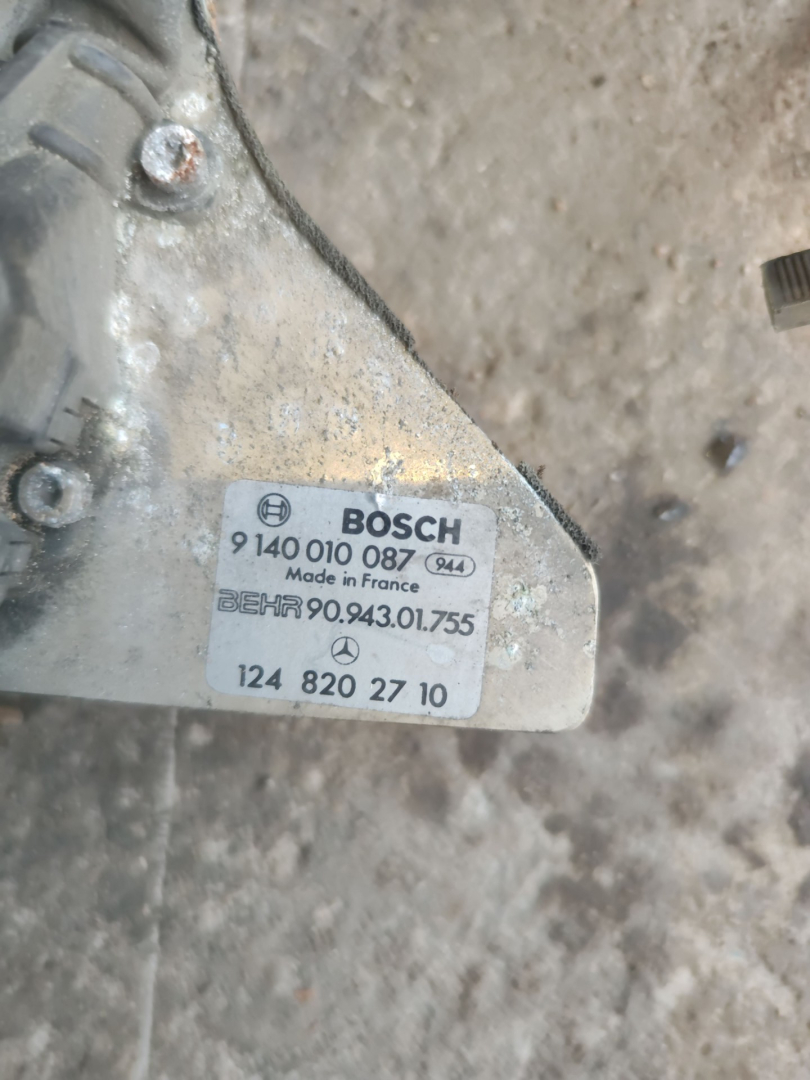 BOSCH
9 140 010 087 944
Made in France
BEHR 90.943.01.755
124 820 27 10